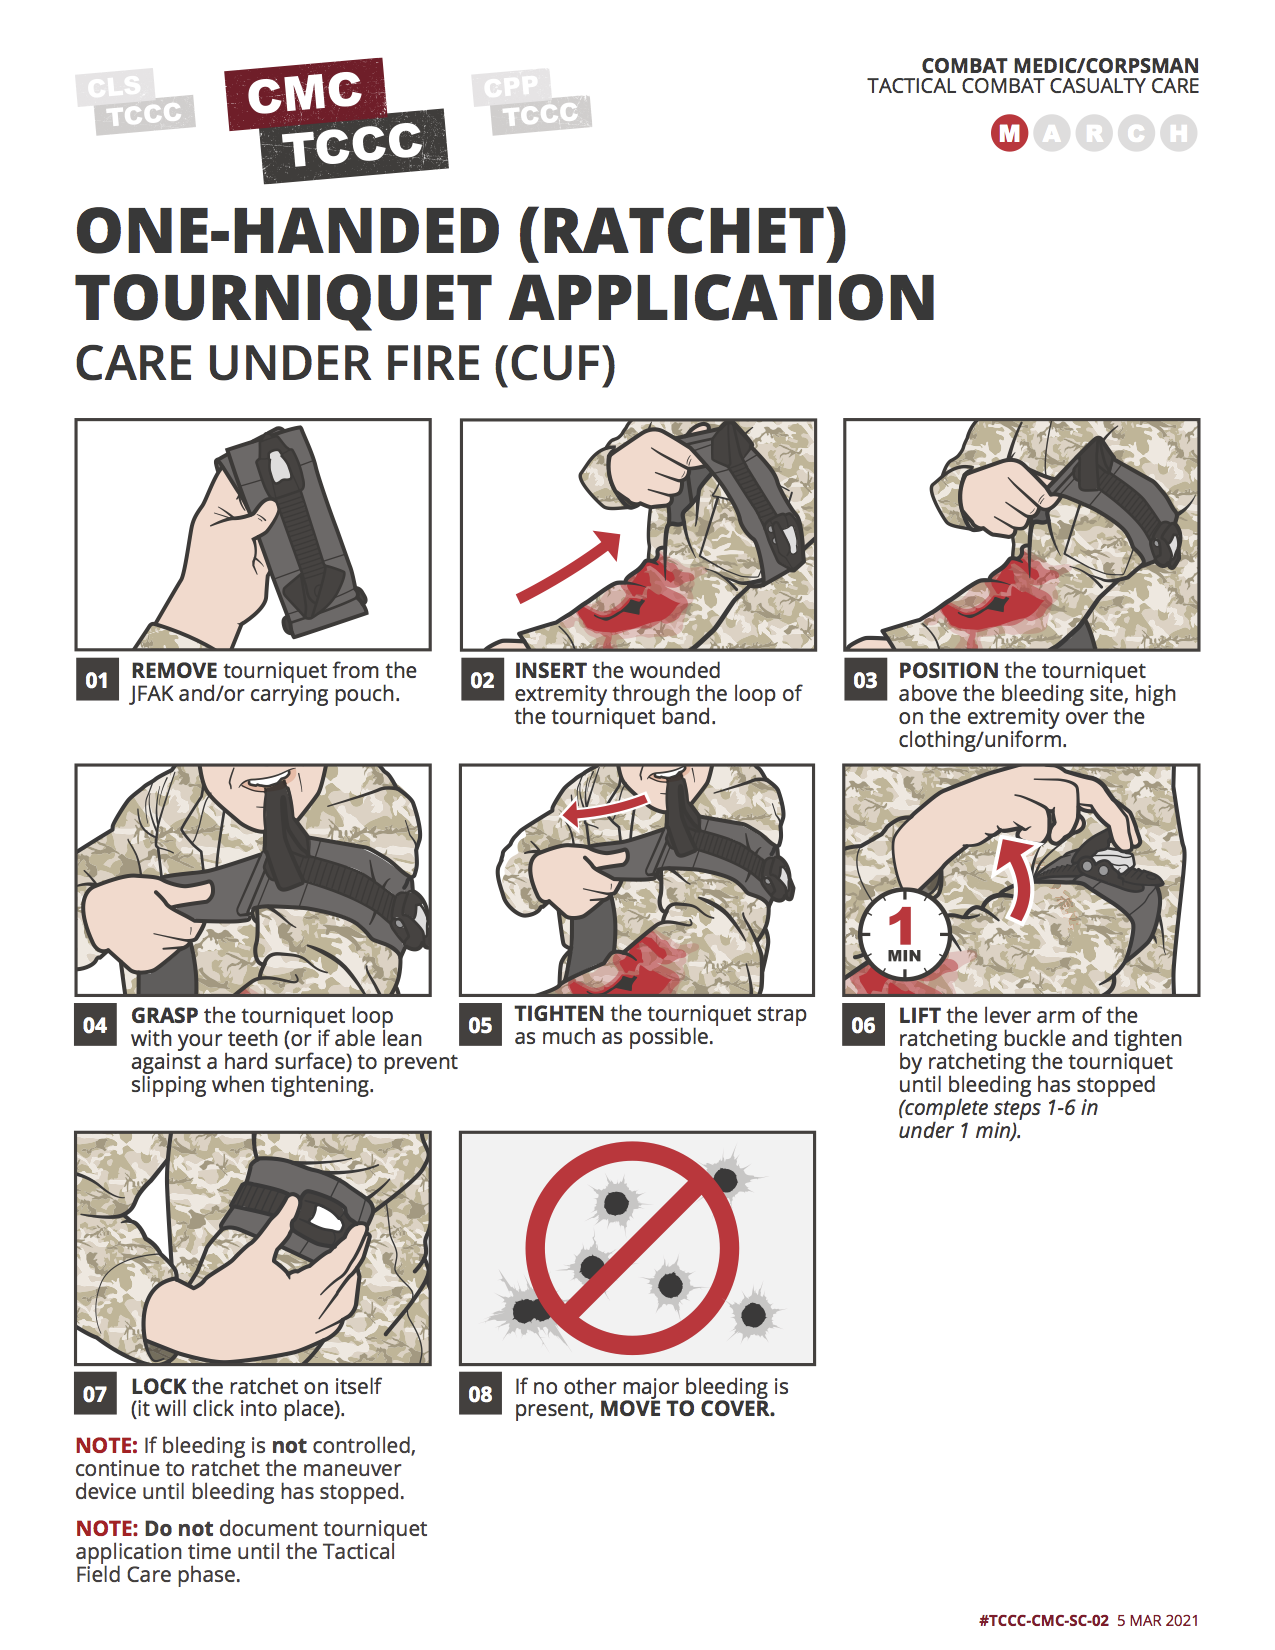 CLS
TCCC
CMC
TCCC
CPP
TCCC
COMBAT MEDIC/CORPSMAN
TACTICAL COMBAT CASUALTY CARE
M A R C H
ONE-HANDED (RATCHET)
TOURNIQUET APPLICATION
CARE UNDER FIRE (CUF)
01 REMOVE tourniquet from the
JFAK and/or carrying pouch.
02 INSERT the wounded
extremity through the loop of
the tourniquet band.
03 POSITION the tourniquet
above the bleeding site, high
on the extremity over the
clothing/uniform.
04 GRASP the tourniquet loop
with your teeth (or if able lean
against a hard surface) to prevent
slipping when tightening.
05 TIGHTEN the tourniquet strap
as much as possible.
1
MIN
06 LIFT the lever arm of the
ratcheting buckle and tighten
by ratcheting the tourniquet
until bleeding has stopped
(complete steps 1-6 in
under 1 min).
07 LOCK the ratchet on itself
(it will click into place).
NOTE: If bleeding is not controlled,
continue to ratchet the maneuver
device until bleeding has stopped.
NOTE: Do not document tourniquet
application time until the Tactical
Field Care phase.
08 If no other major bleeding is
present, MOVE TO COVER.
#TCCC-CMC-SC-02 5 MAR 2021